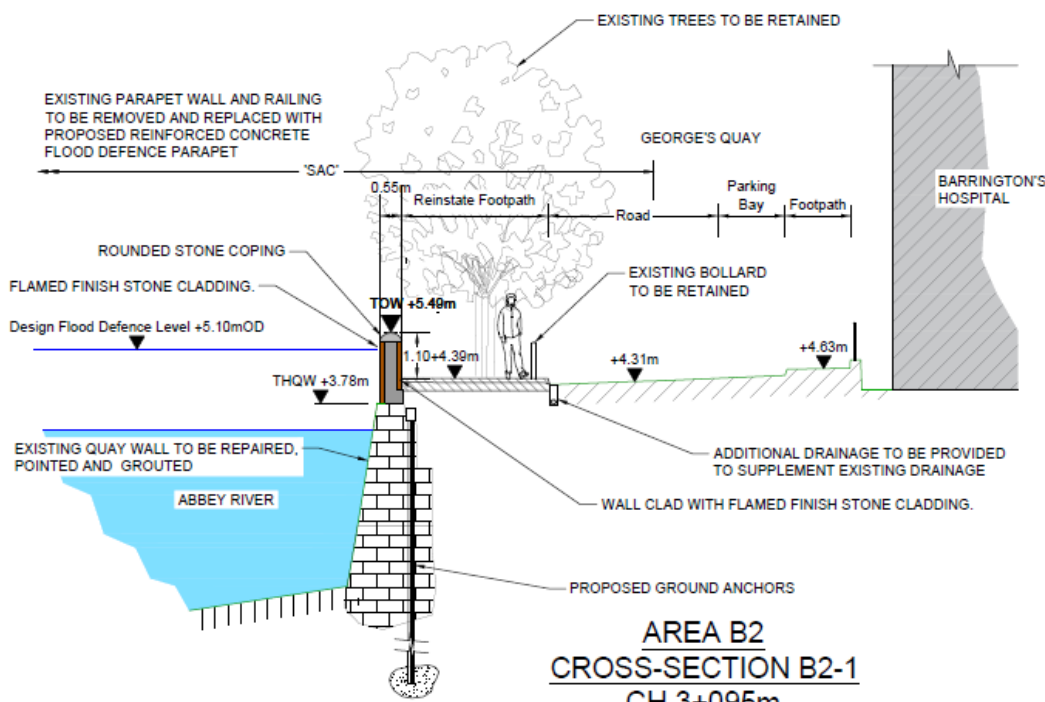 EXISTING TREES TO BE RETAINED
EXISTING PARAPET WALL AND RAILING
TO BE REMOVED AND REPLACED WITH
PROPOSED REINFORCED CONCRETE
FLOOD DEFENCE PARAPET
GEORGE'S QUAY
"SAC"
BARRINGTON'S
HOSPITAL
0.55m
Reinstate Footpath
Road
Parking
Bay
Footpath
ROUNDED STONE COPING
FLAMED FINISH STONE CLADDING.
EXISTING BOLLARD
TO BE RETAINED
TOW +5.49m
Design Flood Defence Level +5.10mOD
1.10
+4.39m
+4.31m
+4.63m
THQW +3.78m
EXISTING QUAY WALL TO BE REPAIRED,
POINTED AND GROUTED
ABBEY RIVER
ADDITIONAL DRAINAGE TO BE PROVIDED
TO SUPPLEMENT EXISTING DRAINAGE
WALL CLAD WITH FLAMED FINISH STONE CLADDING.
PROPOSED GROUND ANCHORS
AREA B2
CROSS-SECTION B2-1
CH 3+095m